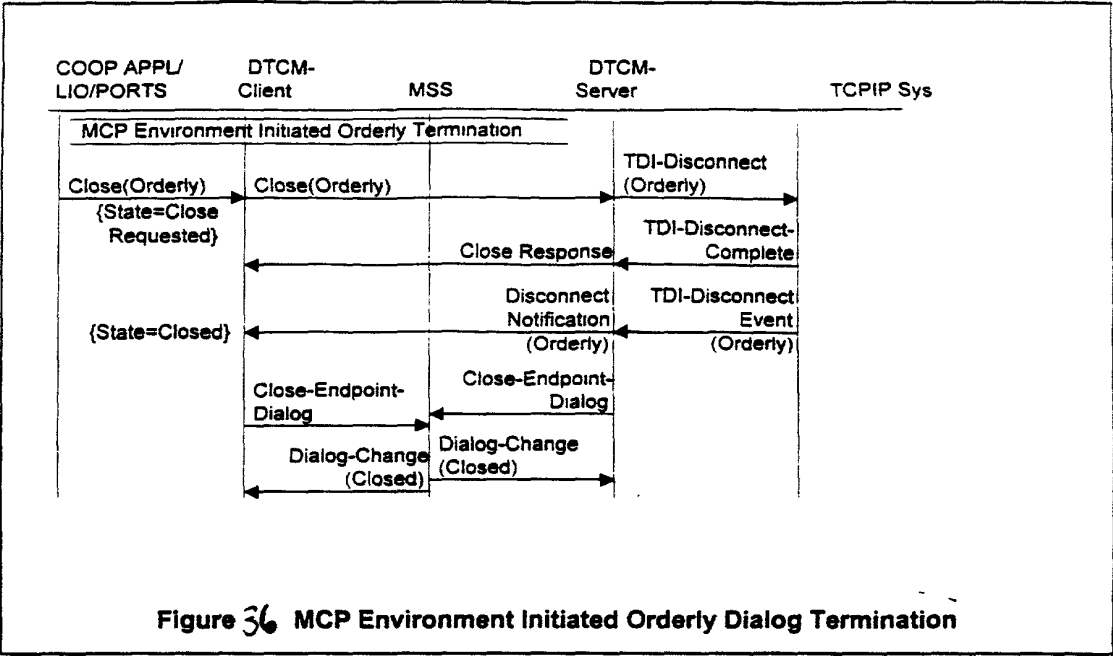 COOP APPL/ DTCM- DTCM-
LIO/PORTS Client MSS Server TCPIP Sys
MCP Environment Initiated Orderly Termination
TDI-Disconnect
Close(Orderly) Close(Orderly) (Orderly)
{State=Close
Requested}
TDI-Disconnect-
Close Response Complete
Disconnect TDI-Disconnect
Notification Event
{State=Closed} (Orderly) (Orderly)
Close-Endpoint- Close-Endpoint-
Dialog Dialog
Dialog-Change Dialog-Change
(Closed) (Closed)
Figure 36 MCP Environment Initiated Orderly Dialog Termination